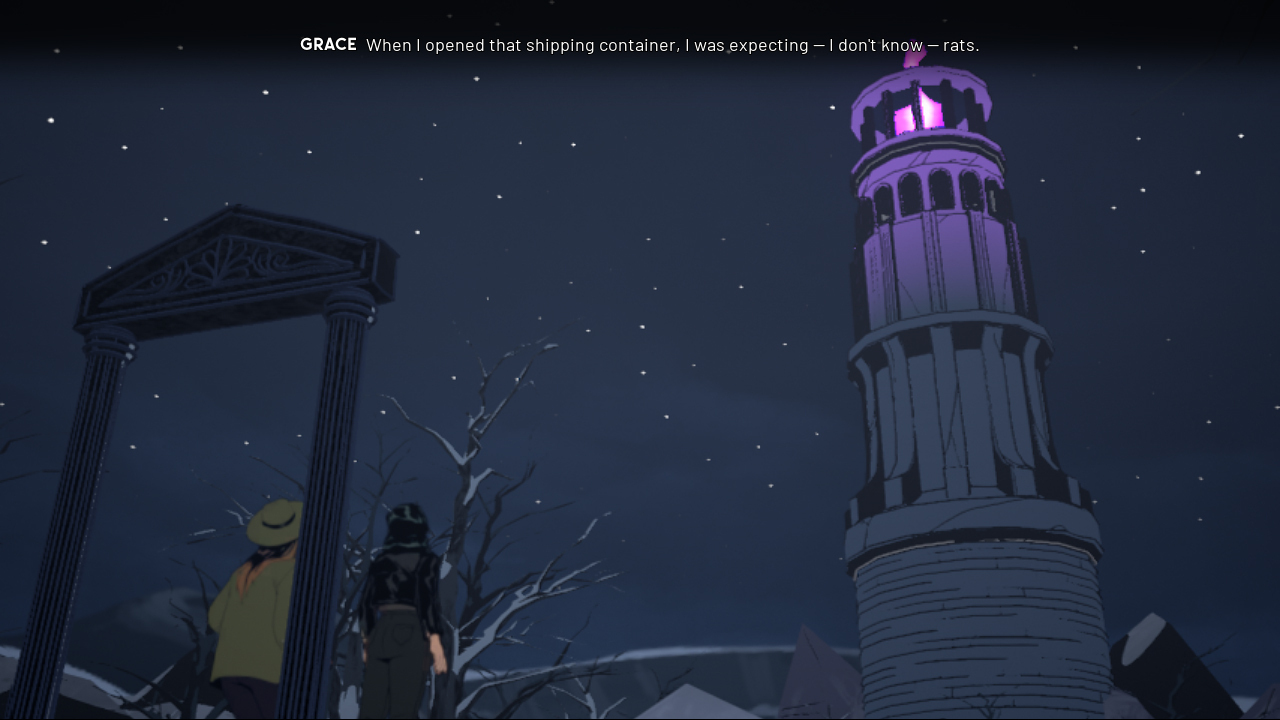 GRACE When I opened that shipping container, I was expecting — I don't know — rats.